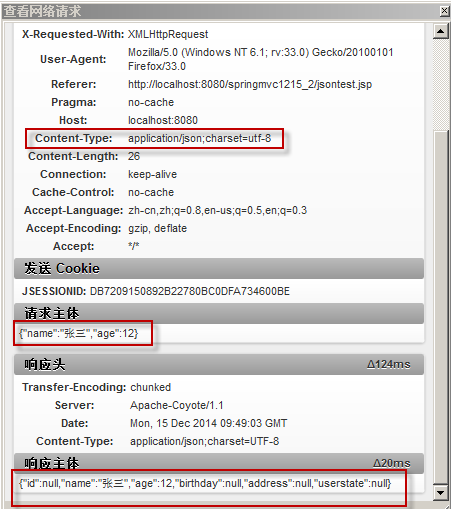 查看网络请求
X-Requested-With: XMLHttpRequest
User-Agent: Mozilla/5.0 (Windows NT 6.1; rv:33.0) Gecko/20100101
Firefox/33.0
Referer: http://localhost:8080/springmvc1215_2/jsontest.jsp
Pragma: no-cache
Host: localhost:8080
Content-Type: application/json;charset=utf-8
Content-Length: 26
Connection: keep-alive
Cache-Control: no-cache
Accept-Language: zh-cn,zh;q=0.8,en-us;q=0.5,en;q=0.3
Accept-Encoding: gzip, deflate
Accept: */*
发送 Cookie
JSESSIONID: DB7209150892B22780BC0DFA734600BE
请求主体
{"name":"张三","age":12}
响应头 Δ124ms
Transfer-Encoding: chunked
Server: Apache-Coyote/1.1
Date: Mon, 15 Dec 2014 09:49:03 GMT
Content-Type: application/json;charset=UTF-8
响应主体 Δ20ms
{"id":null,"name":"张三","age":12,"birthday":null,"address":null,"userstate":null}